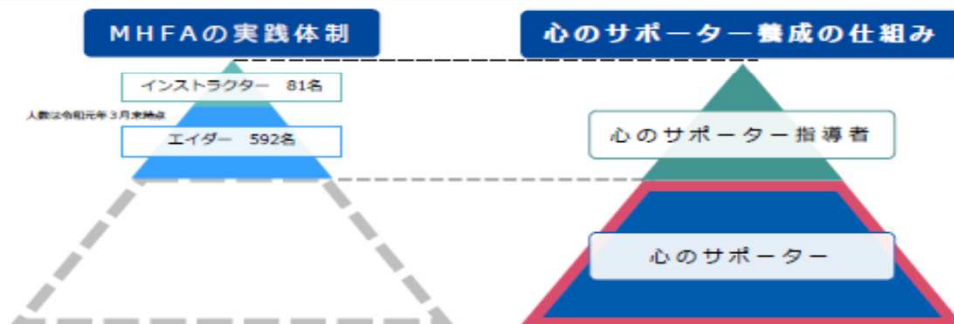 MHFAの実践体制
心のサポーター養成の仕組み
インストラクター 81名
人数は令和元年3月末時点
エイダー 592名
心のサポーター指導者
心のサポーター